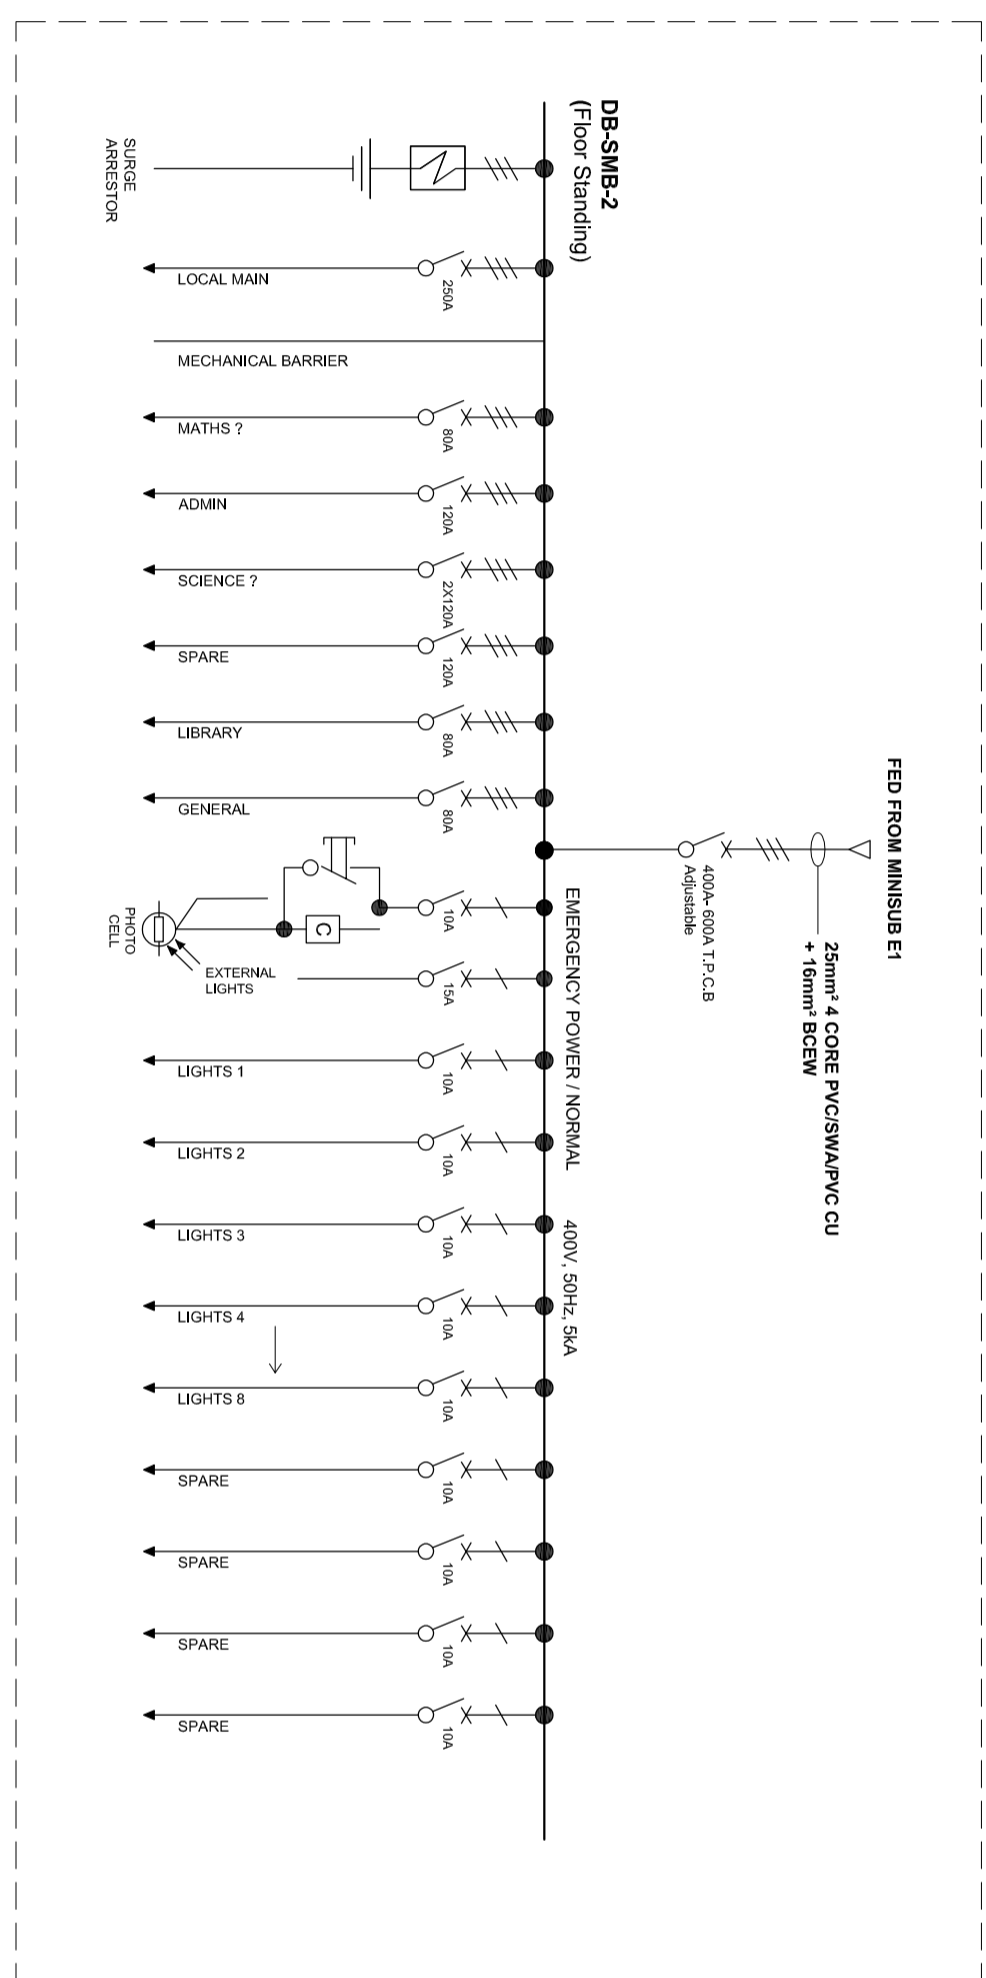 DB-SMB-2
(Floor Standing)
FED FROM MINISUB E1
25mm² 4 CORE PVC/SWA/PVC CU
+ 16mm² BCEW
400A- 600A T.P.C.B
Adjustable
EMERGENCY POWER / NORMAL
400V, 50Hz, 5kA
SURGE
ARRESTOR
250A
LOCAL MAIN
MECHANICAL BARRIER
80A
MATHS ?
120A
ADMIN
2X120A
SCIENCE ?
120A
SPARE
80A
LIBRARY
80A
GENERAL
10A
C
PHOTO
CELL
15A
EXTERNAL
LIGHTS
10A
LIGHTS 1
10A
LIGHTS 2
10A
LIGHTS 3
10A
LIGHTS 4
10A
LIGHTS 8
10A
SPARE
10A
SPARE
10A
SPARE
10A
SPARE